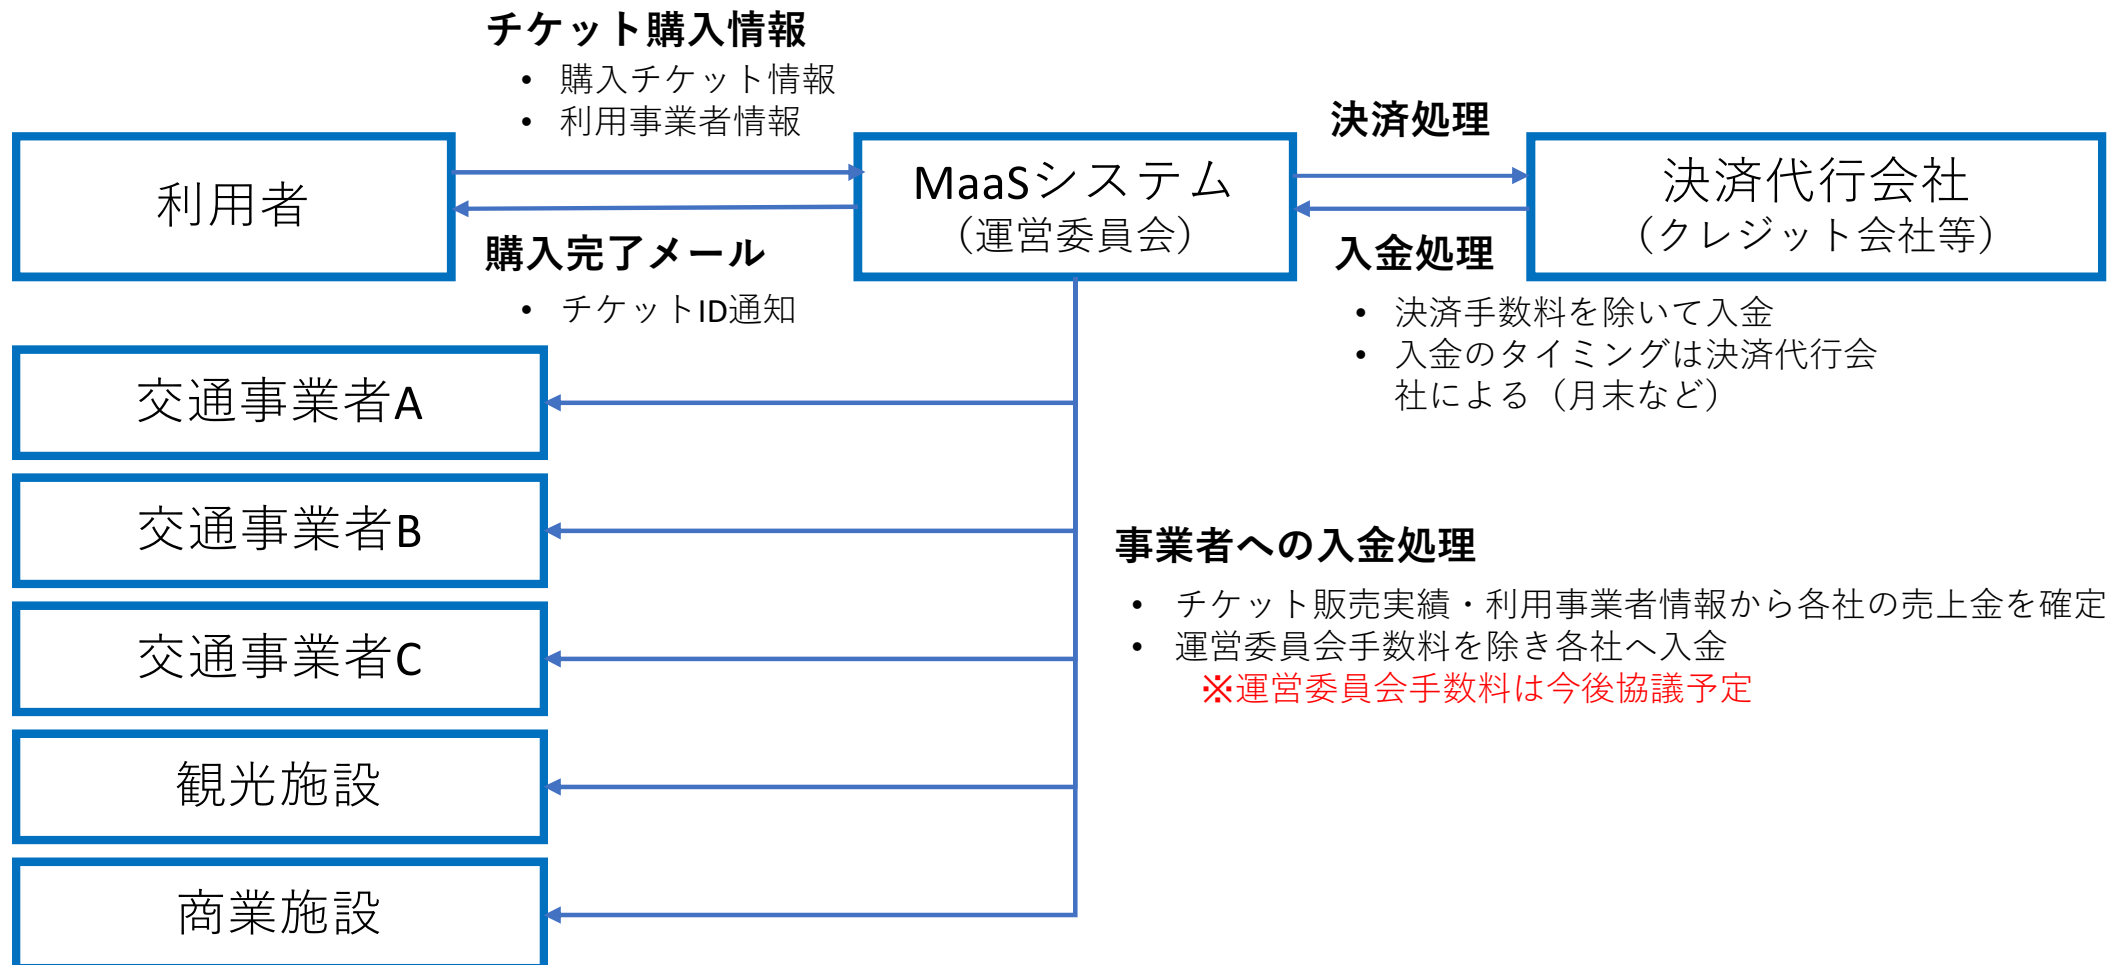 チケット購入情報
• 購入チケット情報
• 利用事業者情報
利用者
MaaSシステム
（運営委員会）
決済処理
決済代行会社
（クレジット会社等）
購入完了メール
• チケットID通知
入金処理
• 決済手数料を除いて入金
• 入金のタイミングは決済代行会
社による（月末など）
交通事業者A
交通事業者B
交通事業者C
観光施設
商業施設
事業者への入金処理
• チケット販売実績・利用事業者情報から各社の売上金を確定
• 運営委員会手数料を除き各社へ入金
※運営委員会手数料は今後協議予定